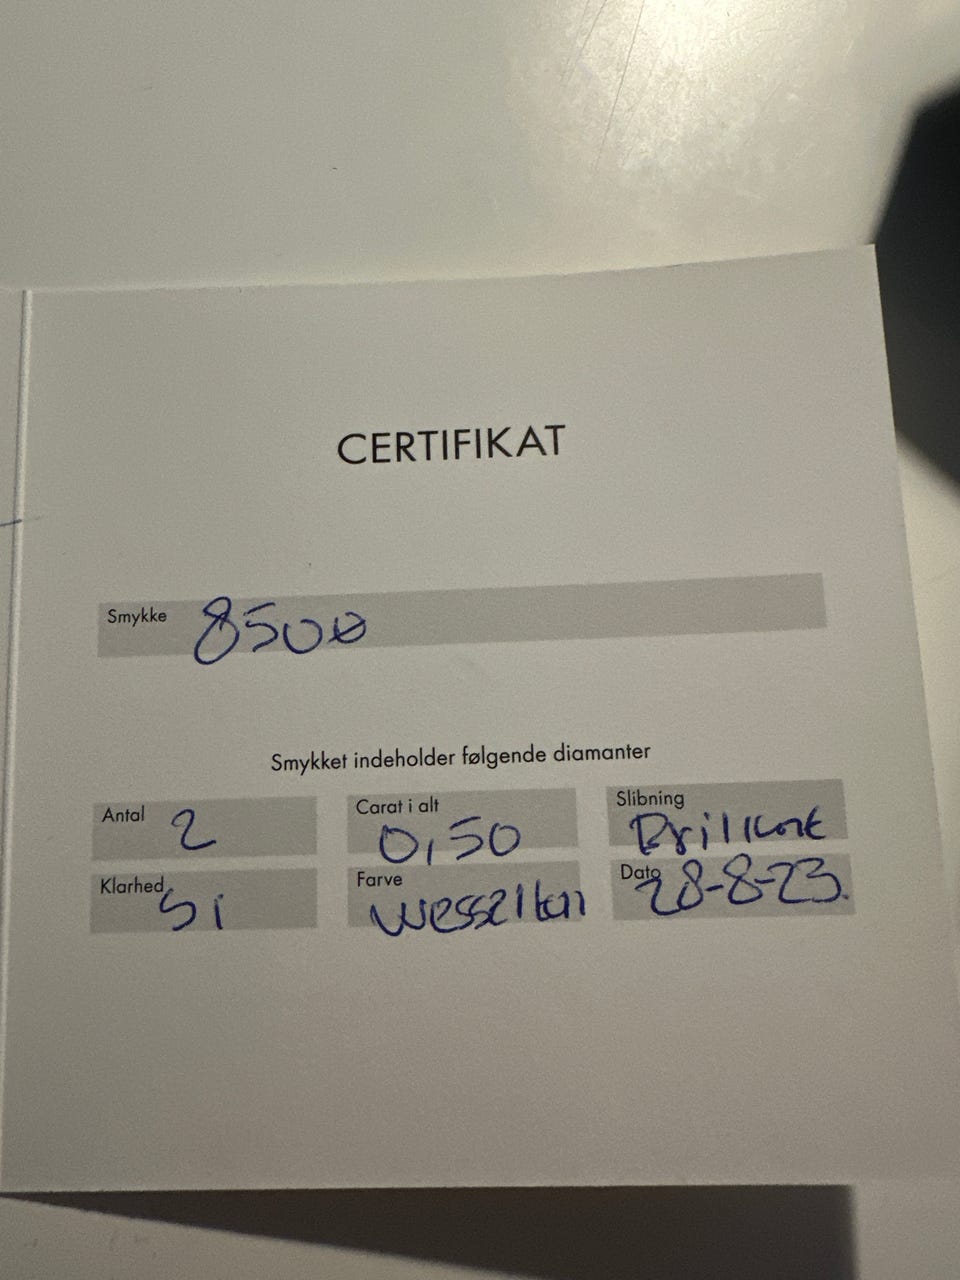 CERTIFIKAT
Smykke 8500
Smykket indeholder følgende diamanter
Antal 2 Carat i alt 0,50 Slibning Brillant
Klarhed Si Farve Wesselton Dato 28-8-23.